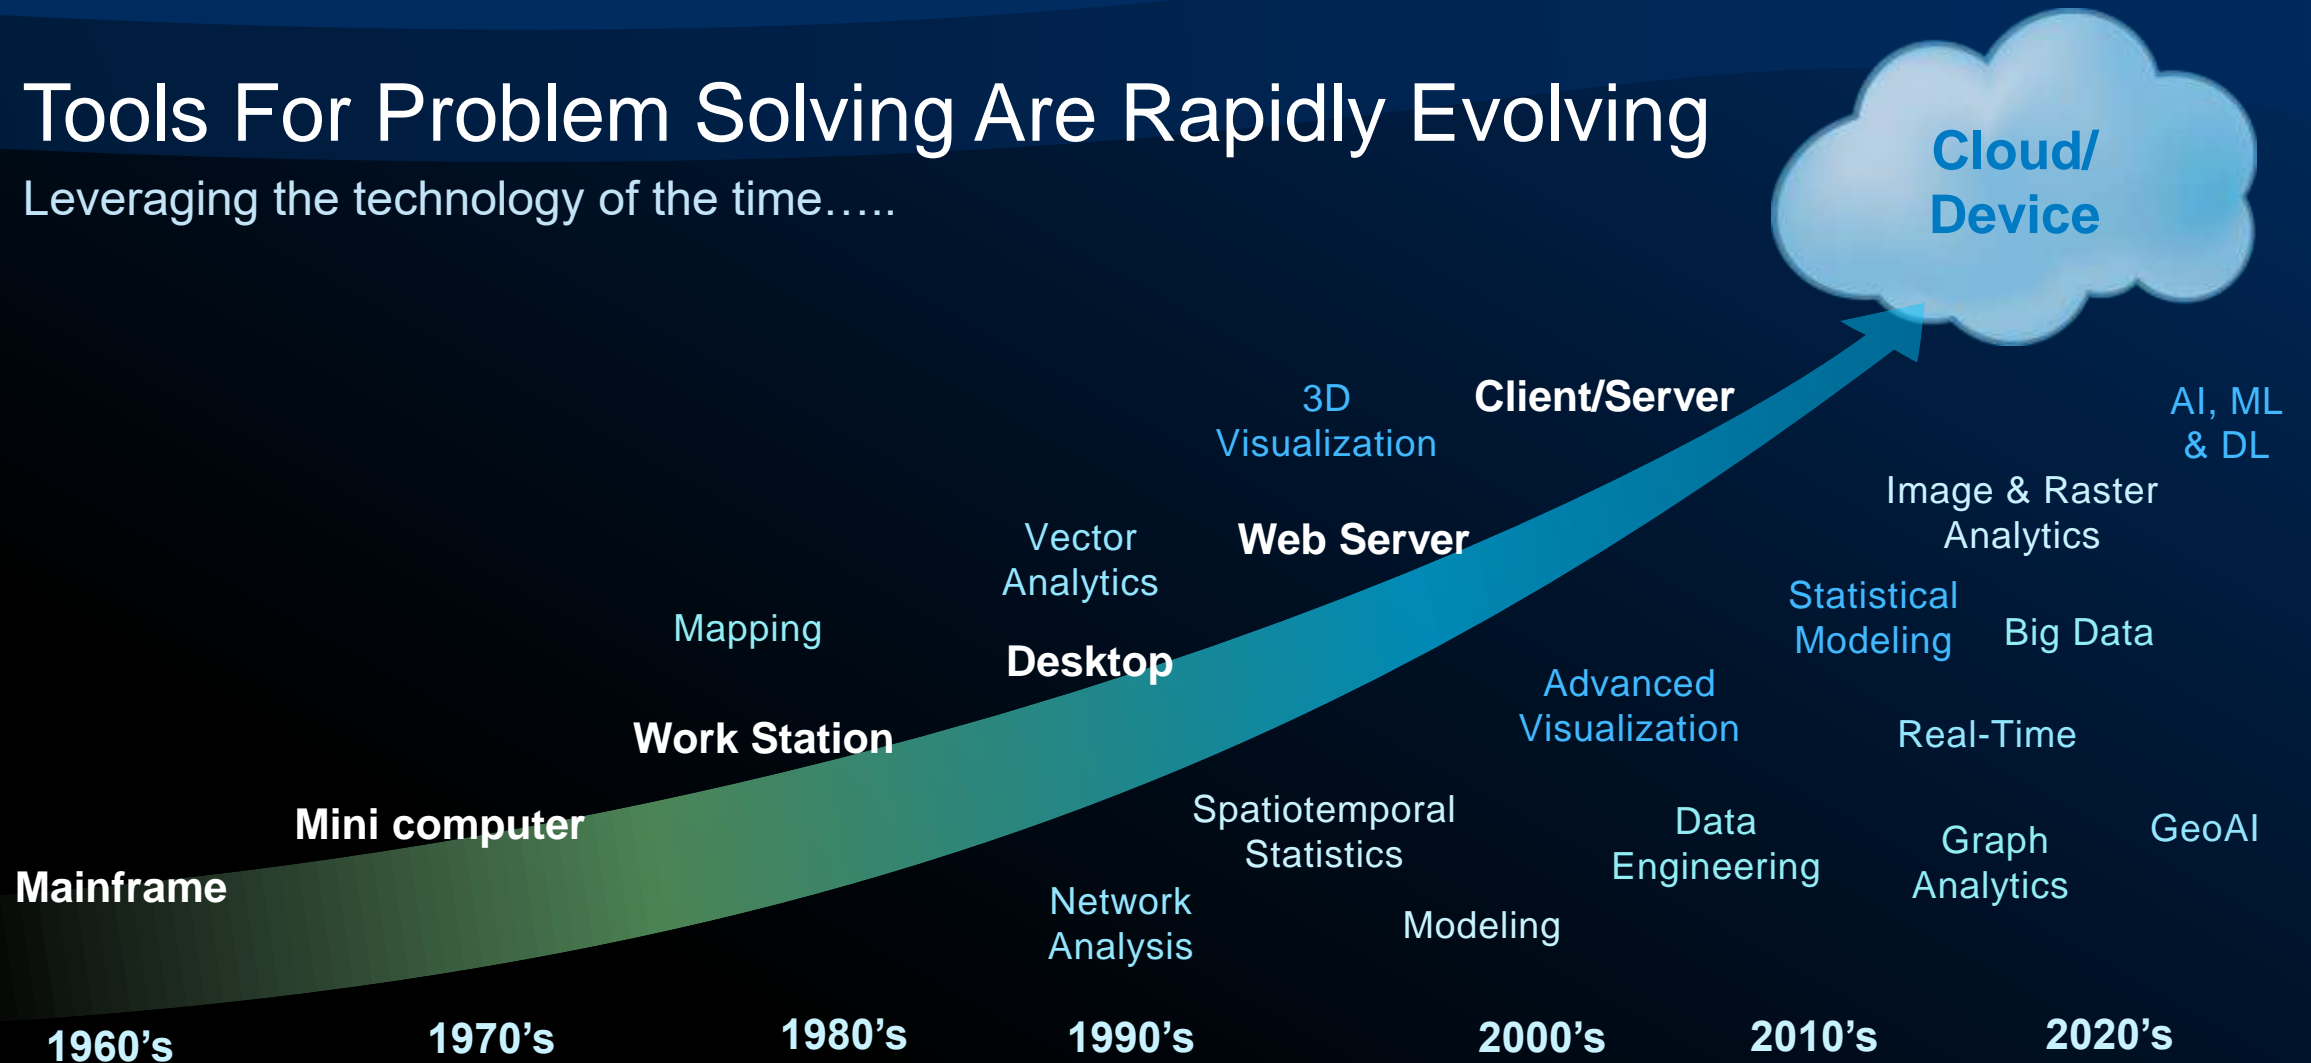 Tools For Problem Solving Are Rapidly Evolving
Leveraging the technology of the time.....
Cloud/
Device
3D
Visualization
Client/Server
AI, ML
& DL
Image & Raster
Analytics
Vector
Analytics
Web Server
Statistical
Modeling
Big Data
Mapping
Desktop
Advanced
Visualization
Work Station
Real-Time
Mini computer
Spatiotemporal
Statistics
Data
Engineering
Graph
Analytics
GeoAI
Mainframe
Network
Analysis
Modeling
1960’s
1970’s
1980’s
1990’s
2000’s
2010’s
2020’s